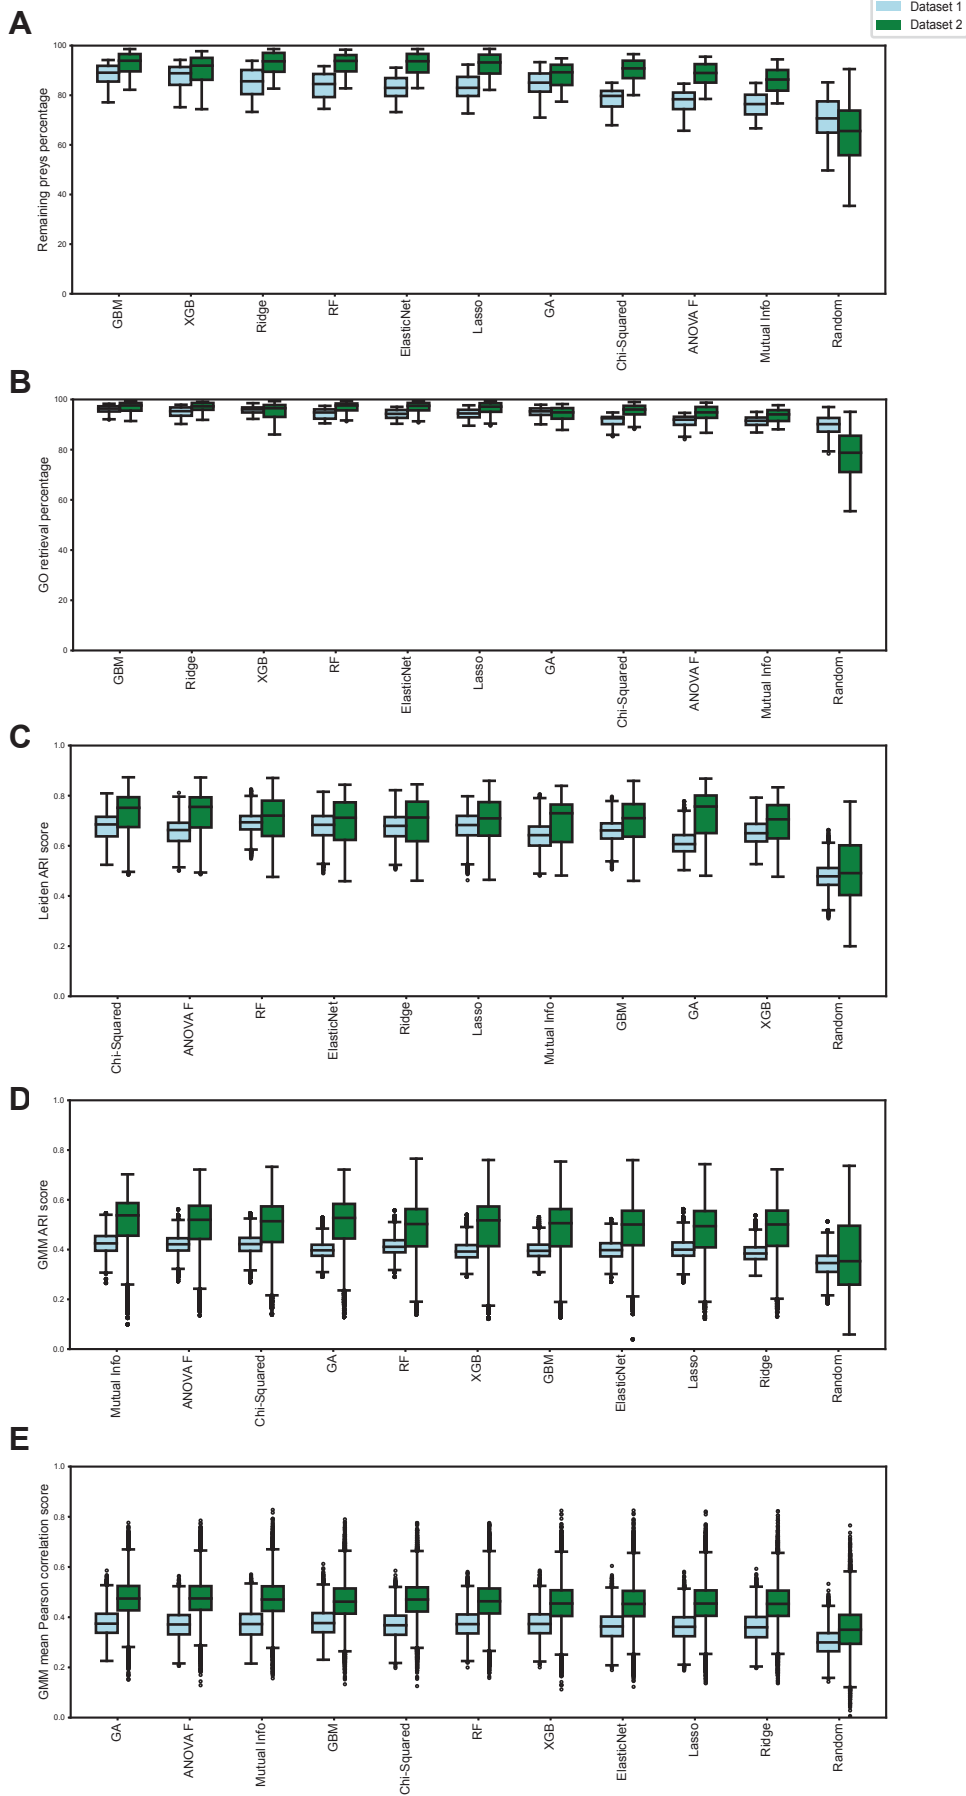 Dataset 1
Dataset 2
A
Remaining preys percentage
100
80
60
40
20
0
GBM
XGB
Ridge
RF
ElasticNet
Lasso
GA
Chi-Squared
ANOVA F
Mutual Info
Random
B
GO retrieval percentage
100
80
60
40
20
0
GBM
Ridge
XGB
RF
ElasticNet
Lasso
GA
Chi-Squared
ANOVA F
Mutual Info
Random
C
Leiden ARI score
1.0
0.8
0.6
0.4
0.2
0.0
Chi-Squared
ANOVA F
RF
ElasticNet
Ridge
Lasso
Mutual Info
GBM
GA
XGB
Random
D
GMM ARI score
1.0
0.8
0.6
0.4
0.2
0.0
Mutual Info
ANOVA F
Chi-Squared
GA
RF
XGB
GBM
ElasticNet
Lasso
Ridge
Random
E
GMM mean Pearson correlation score
1.0
0.8
0.6
0.4
0.2
0.0
GA
ANOVA F
Mutual Info
GBM
Chi-Squared
RF
XGB
ElasticNet
Lasso
Ridge
Random